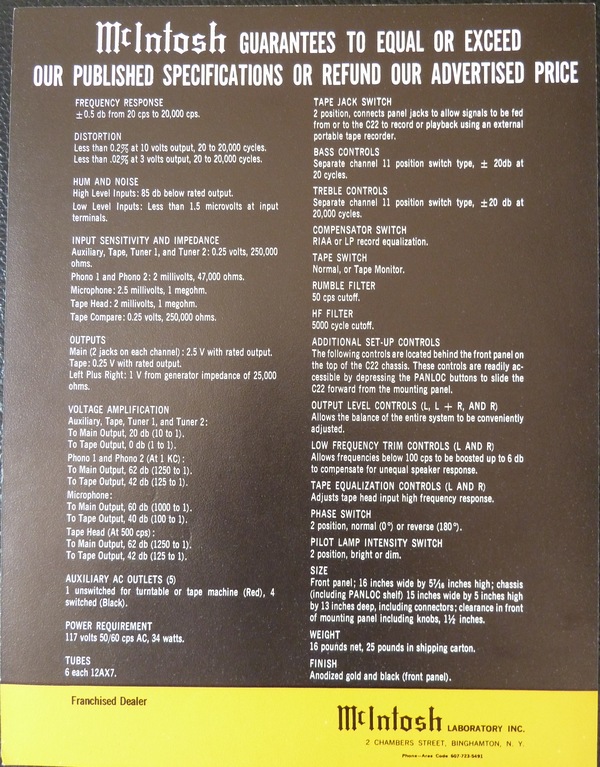 McIntosh GUARANTEES TO EQUAL OR EXCEED
OUR PUBLISHED SPECIFICATIONS OR REFUND OUR ADVERTISED PRICE
FREQUENCY RESPONSE
±0.5 db from 20 cps to 20,000 cps.
DISTORTION
Less than 0.2% at 10 volts output, 20 to 20,000 cycles.
Less than .02% at 3 volts output, 20 to 20,000 cycles.
HUM AND NOISE
High Level Inputs: 85 db below rated output.
Low Level Inputs: Less than 1.5 microvolts at input
terminals.
INPUT SENSITIVITY AND IMPEDANCE
Auxiliary, Tape, Tuner 1, and Tuner 2: 0.25 volts, 250,000
ohms.
Phono 1 and Phono 2: 2 millivolts, 47,000 ohms.
Microphone: 2.5 millivolts, 1 megohm.
Tape Head: 2 millivolts, 1 megohm.
Tape Compare: 0.25 volts, 250,000 ohms.
OUTPUTS
Main (2 jacks on each channel): 2.5 V with rated output.
Tape: 0.25 V with rated output.
Left Plus Right: 1 V from generator impedance of 25,000
ohms.
VOLTAGE AMPLIFICATION
Auxiliary, Tape, Tuner 1, and Tuner 2:
To Main Output, 20 db (10 to 1).
To Tape Output, 0 db (1 to 1).
Phono 1 and Phono 2 (At 1 KC):
To Main Output, 62 db (1250 to 1).
To Tape Output, 42 db (125 to 1).
Microphone:
To Main Output, 60 db (1000 to 1).
To Tape Output, 40 db (100 to 1).
Tape Head (At 500 cps):
To Main Output, 62 db (1250 to 1).
To Tape Output, 42 db (125 to 1).
AUXILIARY AC OUTLETS (5)
1 unswitched for turntable or tape machine (Red), 4
switched (Black).
POWER REQUIREMENT
117 volts 50/60 cps AC, 34 watts.
TUBES
6 each 12AX7.
TAPE JACK SWITCH
2 position, connects panel jacks to allow signals to be fed
from or to the C22 to record or playback using an external
portable tape recorder.
BASS CONTROLS
Separate channel 11 position switch type, ± 20db at
20 cycles.
TREBLE CONTROLS
Separate channel 11 position switch type, ±20 db at
20,000 cycles.
COMPENSATOR SWITCH
RIAA or LP record equalization.
TAPE SWITCH
Normal, or Tape Monitor.
RUMBLE FILTER
50 cps cutoff.
HF FILTER
5000 cycle cutoff.
ADDITIONAL SET-UP CONTROLS
The following controls are located behind the front panel on
the top of the C22 chassis. These controls are readily ac-
cessible by depressing the PANLOC buttons to slide the
C22 forward from the mounting panel.
OUTPUT LEVEL CONTROLS (L, L + R, AND R)
Allows the balance of the entire system to be conveniently
adjusted.
LOW FREQUENCY TRIM CONTROLS (L AND R)
Allows frequencies below 100 cps to be boosted up to 6 db
to compensate for unequal speaker response.
TAPE EQUALIZATION CONTROLS (L AND R)
Adjusts tape head input high frequency response.
PHASE SWITCH
2 position, normal (0°) or reverse (180°).
PILOT LAMP INTENSITY SWITCH
2 position, bright or dim.
SIZE
Front panel; 16 inches wide by 5 7/16 inches high; chassis
(including PANLOC shelf) 15 inches wide by 5 inches high
by 13 inches deep, including connectors; clearance in front
of mounting panel including knobs, 1½ inches.
WEIGHT
16 pounds net, 25 pounds in shipping carton.
FINISH
Anodized gold and black (front panel).
Franchised Dealer
McIntosh LABORATORY INC.
2 CHAMBERS STREET, BINGHAMTON, N. Y.
Phone—Area Code 607-723-5491